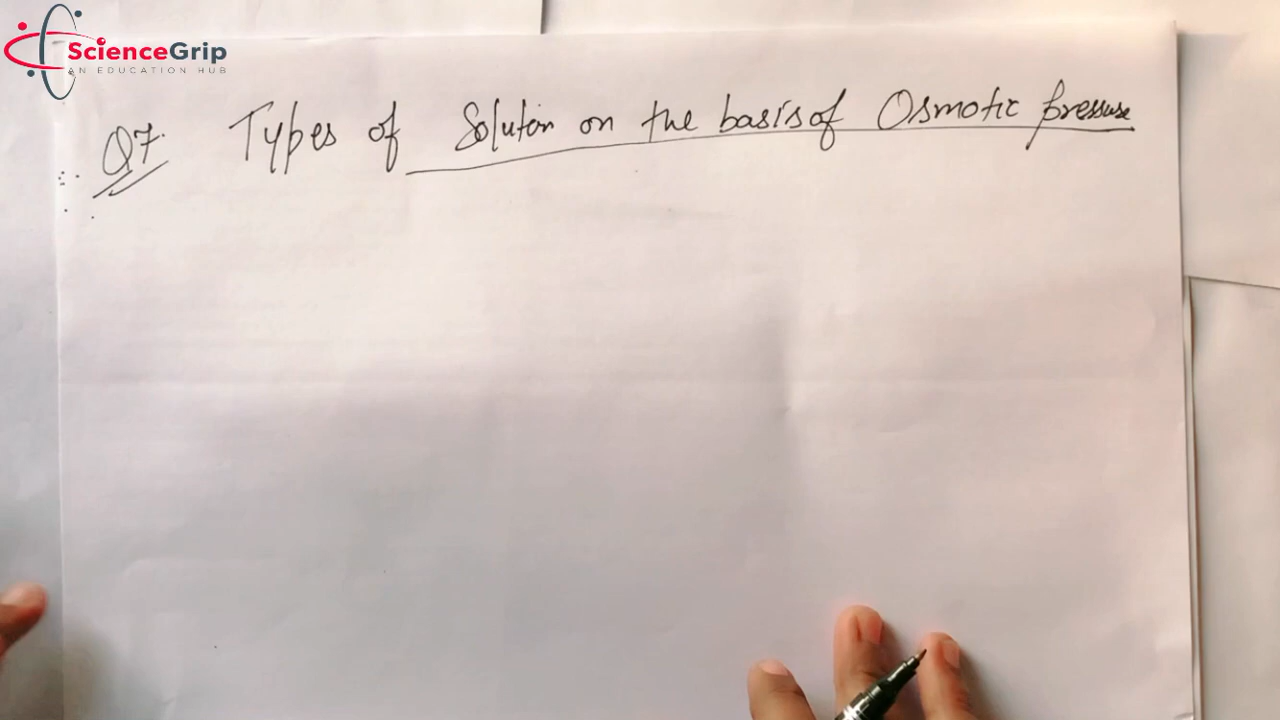 ScienceGrip
AN EDUCATION HUB
Q7. Types of Solution on the basis of Osmotic pressure